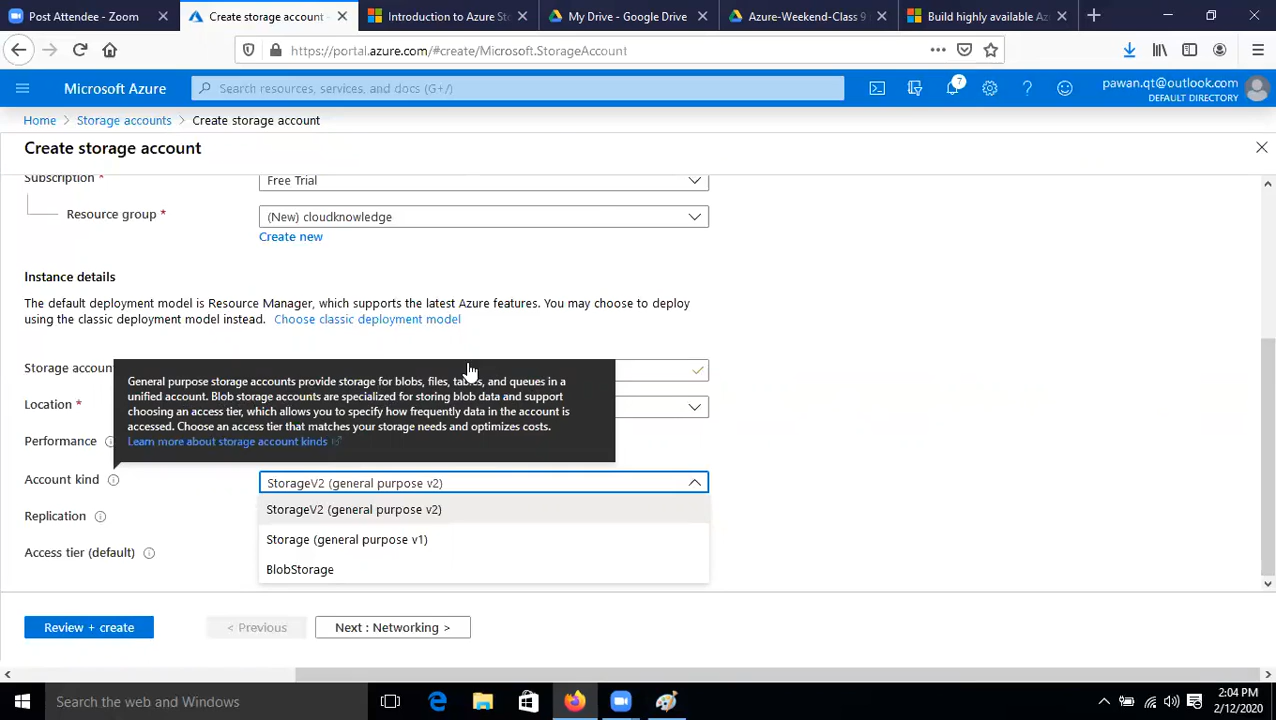 Post Attendee - Zoom
Create storage account
Introduction to Azure St
My Drive - Google Drive
Azure-Weekend-Class 9
Build highly available Az
https://portal.azure.com/#create/Microsoft.StorageAccount
Microsoft Azure
Search resources, services, and docs (G+/)
7
pawan.qt@outlook.com
DEFAULT DIRECTORY
Home > Storage accounts > Create storage account
Create storage account
Subscription *
Free Trial
Resource group *
(New) cloudknowledge
Create new
Instance details
The default deployment model is Resource Manager, which supports the latest Azure features. You may choose to deploy
using the classic deployment model instead. Choose classic deployment model
Storage accoun
General purpose storage accounts provide storage for blobs, files, tables, and queues in a
unified account. Blob storage accounts are specialized for storing blob data and support
choosing an access tier, which allows you to specify how frequently data in the account is
accessed. Choose an access tier that matches your storage needs and optimizes costs.
Learn more about storage account kinds
Location *
Performance
Account kind
StorageV2 (general purpose v2)
StorageV2 (general purpose v2)
Replication
Storage (general purpose v1)
Access tier (default)
BlobStorage
Review + create
< Previous
Next : Networking >
Search the web and Windows
2:04 PM
2/12/2020